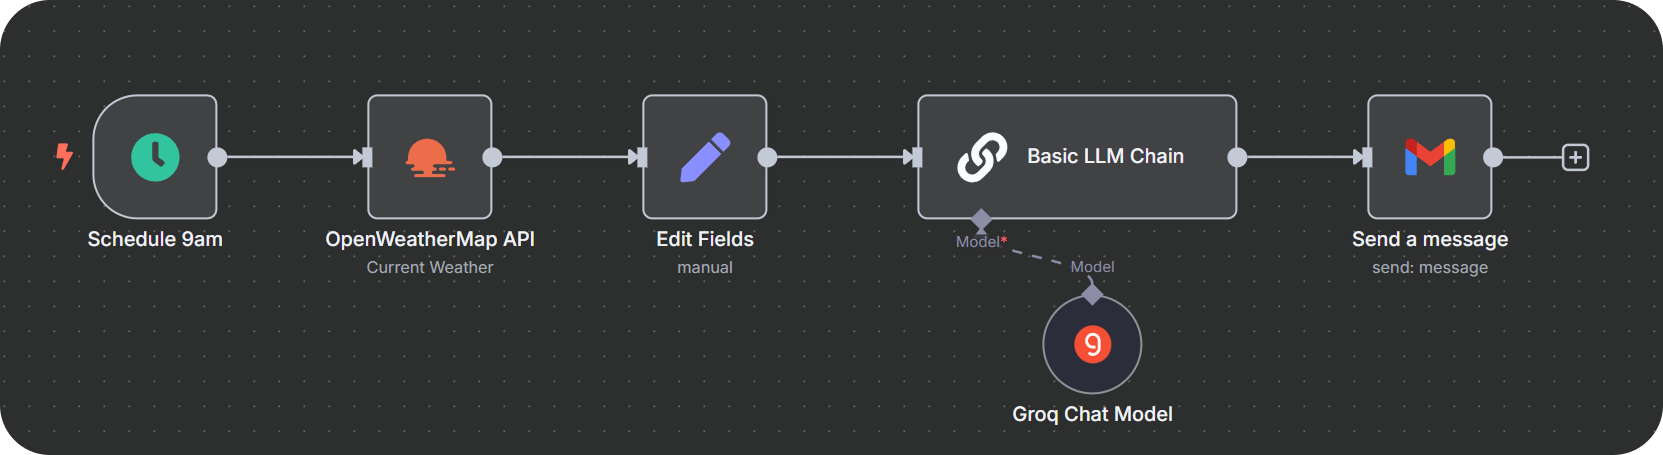 Schedule 9am
OpenWeatherMap API
Current Weather
Edit Fields
manual
Basic LLM Chain
Model*
Model
Groq Chat Model
Send a message
send: message